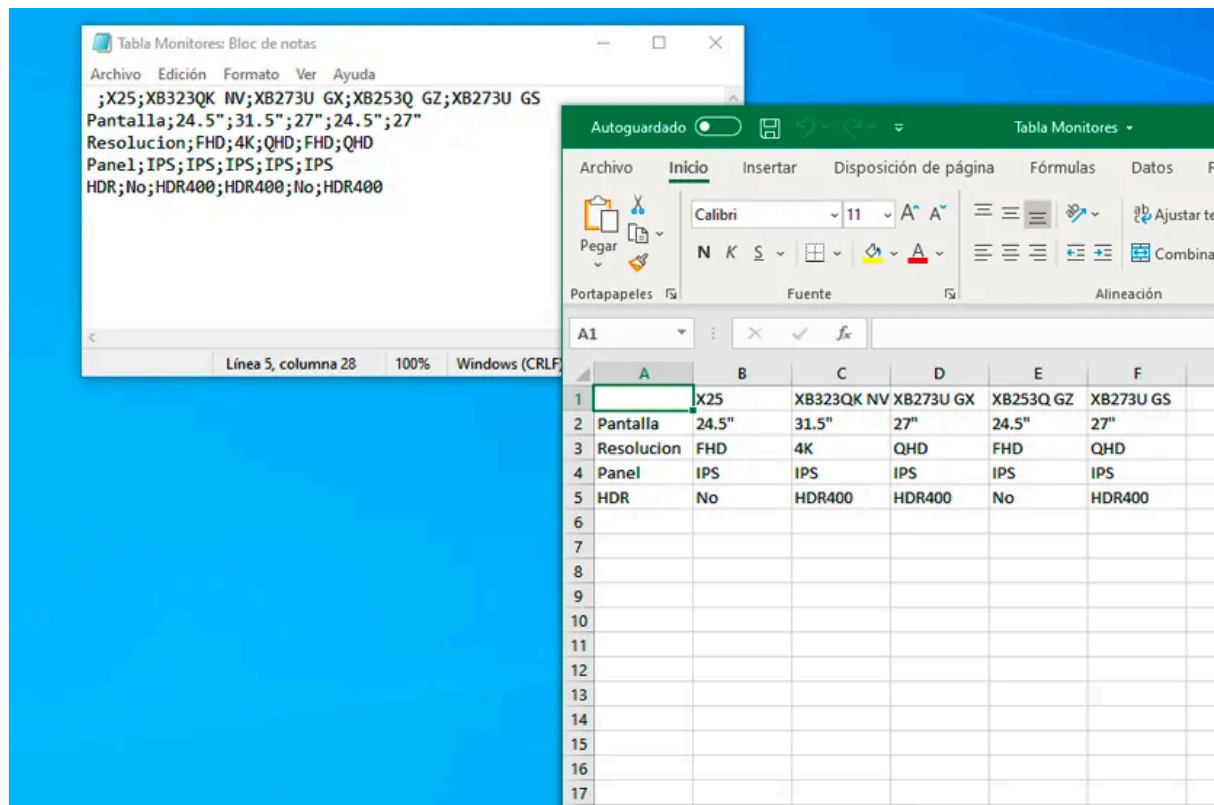 Tabla Monitores: Bloc de notas
Archivo Edición Formato Ver Ayuda
;X25;XB323QK NV;XB273U GX;XB253Q GZ;XB273U GS
Pantalla;24.5";31.5";27";24.5";27"
Resolucion;FHD;4K;QHD;FHD;QHD
Panel;IPS;IPS;IPS;IPS;IPS
HDR;No;HDR400;HDR400;No;HDR400
Línea 5, columna 28 100% Windows (CRLF)
Autoguardado Tabla Monitores
Archivo Inicio Insertar Disposición de página Fórmulas Datos
Calibri 11 A A ab Ajustar te
Pegar N K S A Combina
Portapapeles Fuente Alineación
A1 fx
A B C D E F
1 X25 XB323QK NV XB273U GX XB253Q GZ XB273U GS
2 Pantalla 24.5" 31.5" 27" 24.5" 27"
3 Resolucion FHD 4K QHD FHD QHD
4 Panel IPS IPS IPS IPS IPS
5 HDR No HDR400 HDR400 No HDR400
6
7
8
9
10
11
12
13
14
15
16
17